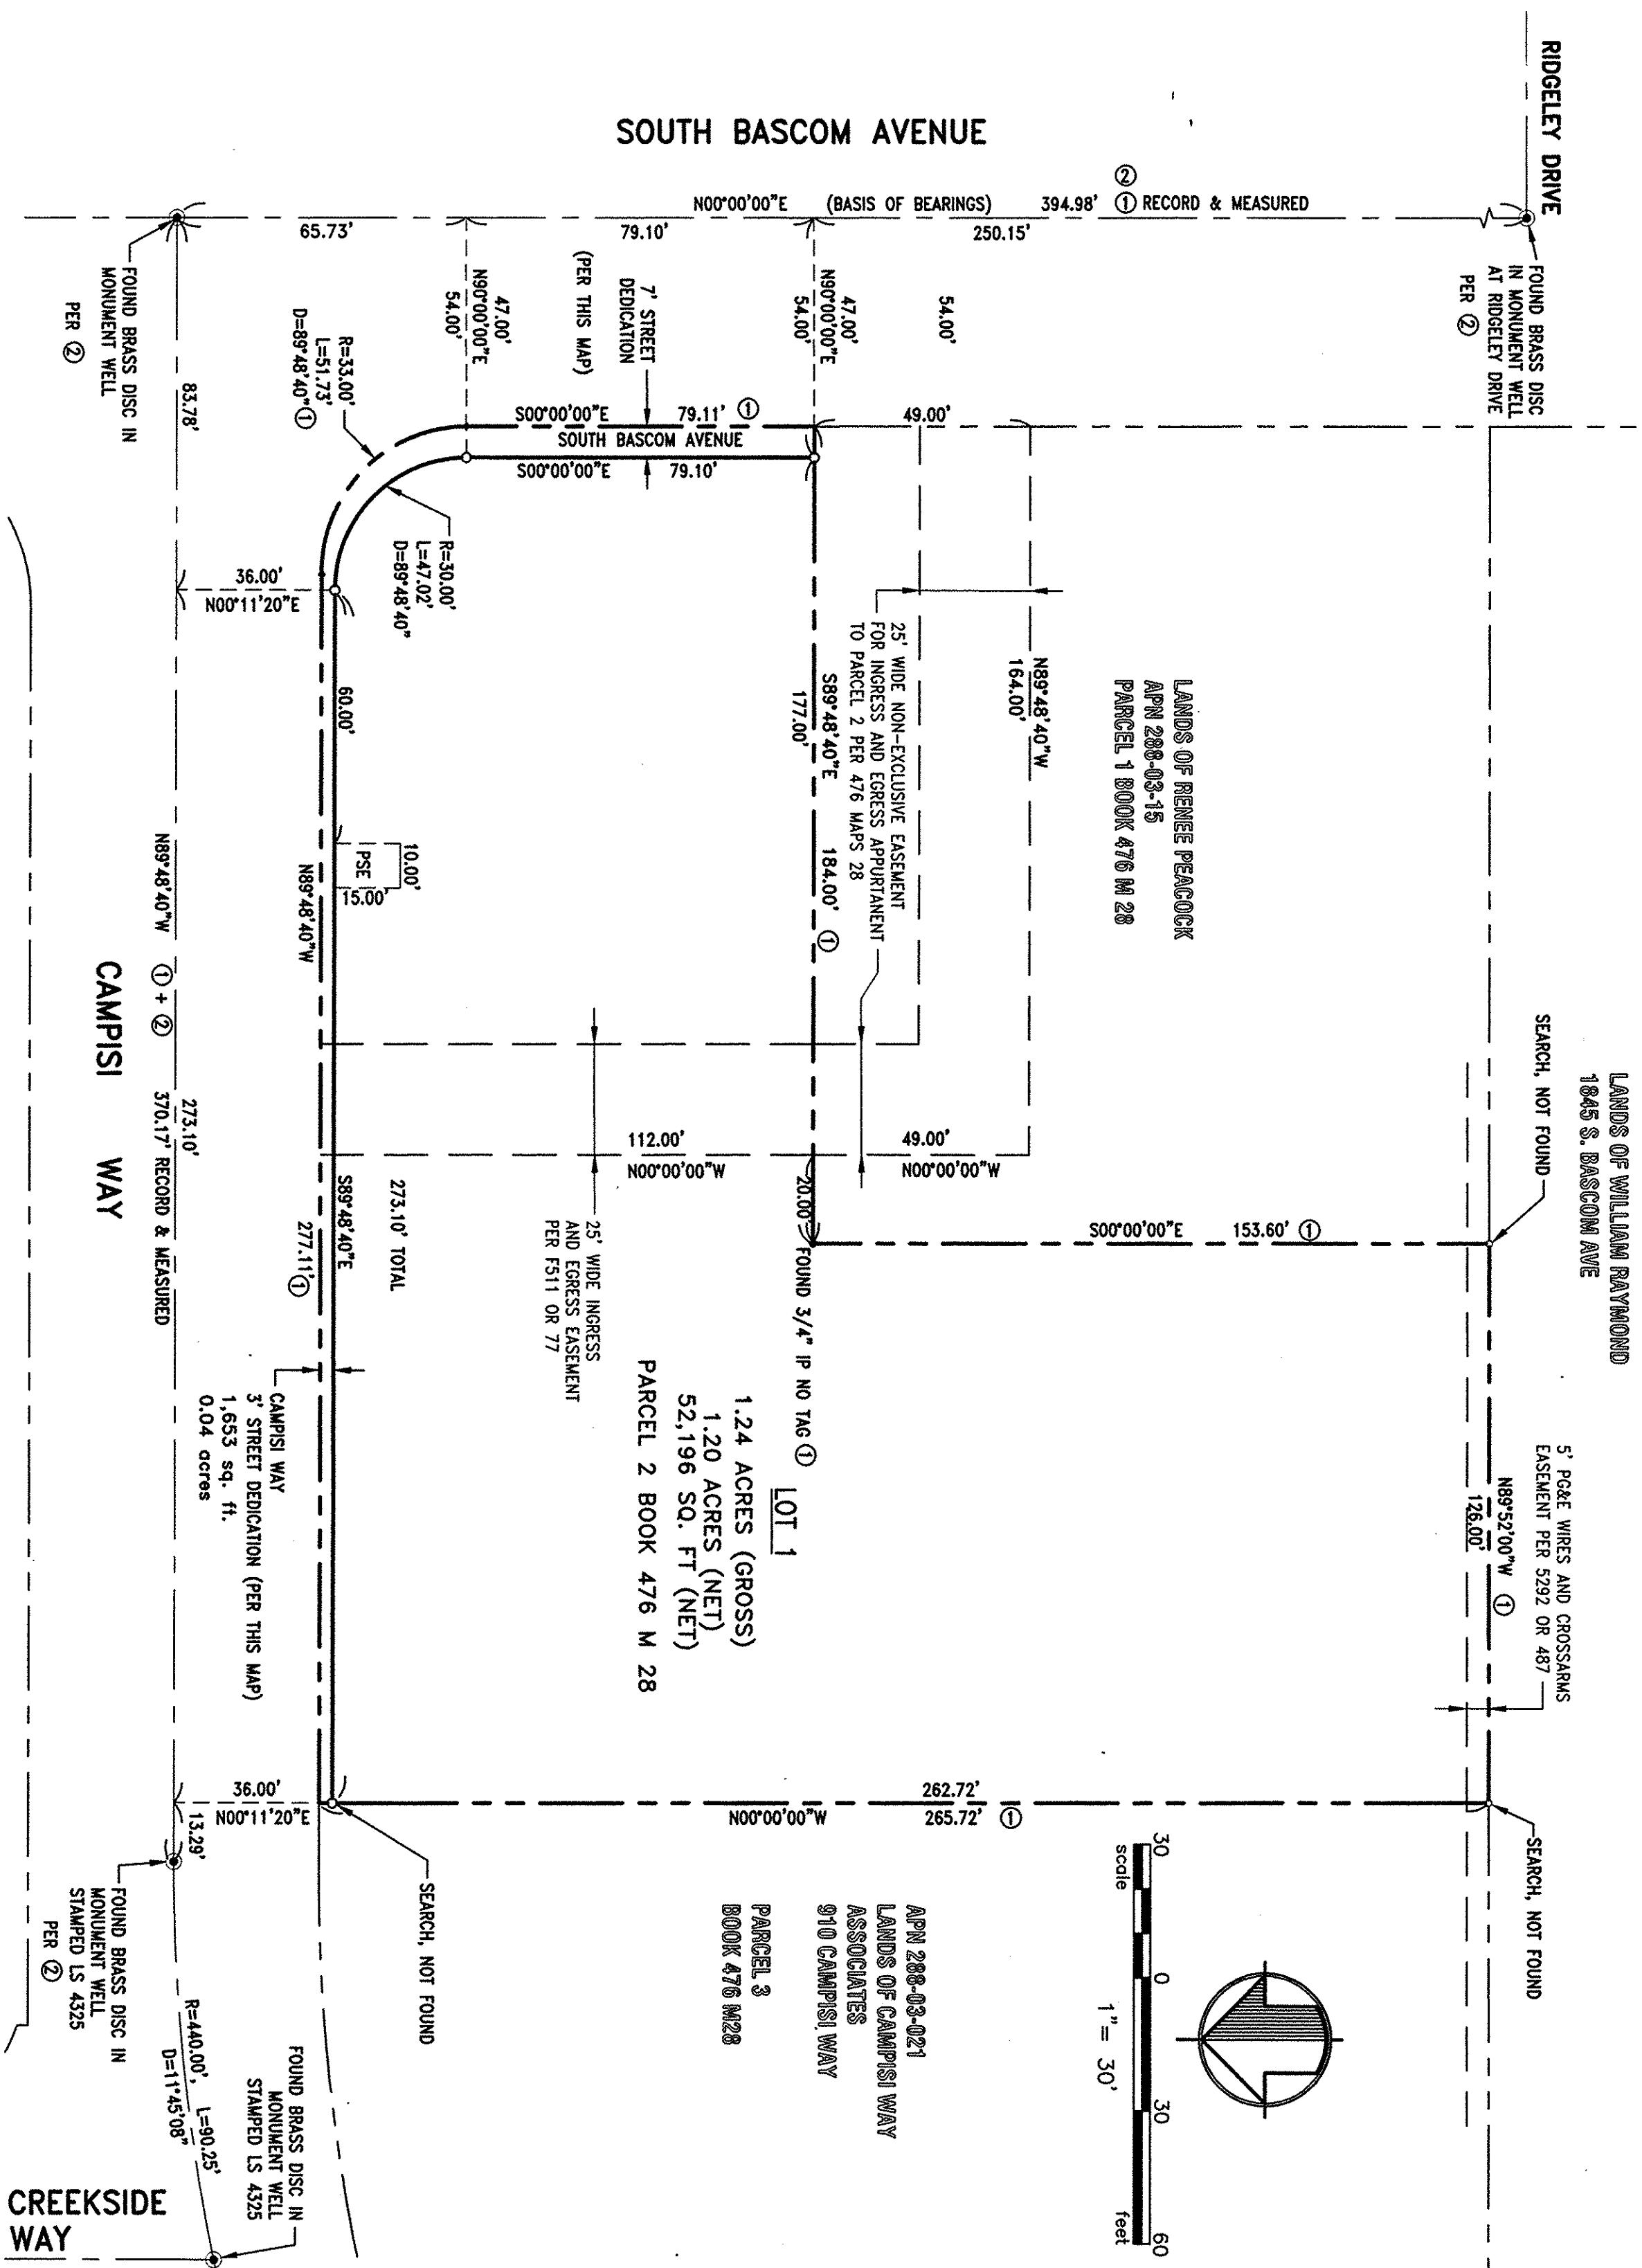 RIDGELEY DRIVE
SOUTH BASCOM AVENUE
N00°00'00"E (BASIS OF BEARINGS) 394.98' ① RECORD & MEASURED
②
65.73'
79.10'
250.15'
FOUND BRASS DISC
IN MONUMENT WELL
AT RIDGELEY DRIVE
PER ②
54.00'
47.00'
N90°00'00"E
54.00'
47.00'
N90°00'00"E
54.00'
7' STREET
DEDICATION
(PER THIS MAP)
FOUND BRASS DISC IN
MONUMENT WELL
PER ②
83.78'
R=33.00'
L=51.73'
D=89°48'40" ①
S00°00'00"E 79.11' ①
SOUTH BASCOM AVENUE
S00°00'00"E 79.10'
49.00'
R=30.00'
L=47.02'
D=89°48'40"
36.00'
N00°11'20"E
60.00'
10.00'
PSE
15.00'
N89°48'40"W
25' WIDE NON-EXCLUSIVE EASEMENT
FOR INGRESS AND EGRESS APPURTANENT
TO PARCEL 2 PER 476 MAPS 28
S89°48'40"E 184.00' ①
177.00'
N89°48'40"W
164.00'
LANDS OF RENEE PEACOCK
APN 288-03-15
PARCEL 1 BOOK 476 M 28
LANDS OF WILLIAM RAYMOND
1845 S. BASCOM AVE
SEARCH, NOT FOUND
5' PG&E WIRES AND CROSSARMS
EASEMENT PER 5292 OR 487
N89°52'00"W ①
126.00'
SEARCH, NOT FOUND
S00°00'00"E 153.60' ①
112.00'
N00°00'00"W
49.00'
N00°00'00"W
20.00'
FOUND 3/4" IP NO TAG ①
25' WIDE INGRESS
AND EGRESS EASEMENT
PER F511 OR 77
273.10' TOTAL
S89°48'40"E
277.11' ①
LOT 1
1.24 ACRES (GROSS)
1.20 ACRES (NET)
52,196 SQ. FT (NET)
PARCEL 2 BOOK 476 M 28
CAMPISI WAY
3' STREET DEDICATION (PER THIS MAP)
1,653 sq. ft.
0.04 acres
N89°48'40"W ① + ②
273.10'
370.17' RECORD & MEASURED
CAMPISI WAY
262.72'
N00°00'00"W 265.72' ①
36.00'
N00°11'20"E
13.29'
SEARCH, NOT FOUND
FOUND BRASS DISC IN
MONUMENT WELL
STAMPED LS 4325
PER ②
R=440.00', L=90.25'
D=11°45'08"
FOUND BRASS DISC IN
MONUMENT WELL
STAMPED LS 4325
CREEKSIDE
WAY
APN 288-03-021
LANDS OF CAMPISI WAY
ASSOCIATES
910 CAMPISI WAY
PARCEL 3
BOOK 476 M28
30 0 30 60
scale feet
1"= 30'